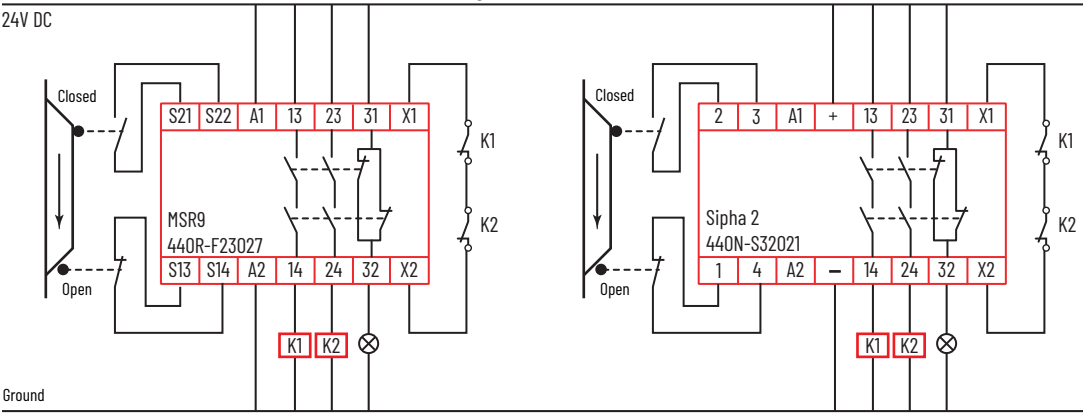 24V DC
Closed
S21 S22 A1 13 23 31 X1
K1
MSR9
440R-F23027
K2
S13 S14 A2 14 24 32 X2
Open
K1 K2
Closed
2 3 A1 + 13 23 31 X1
K1
Sipha 2
440N-S32021
K2
1 4 A2 − 14 24 32 X2
Open
K1 K2
Ground